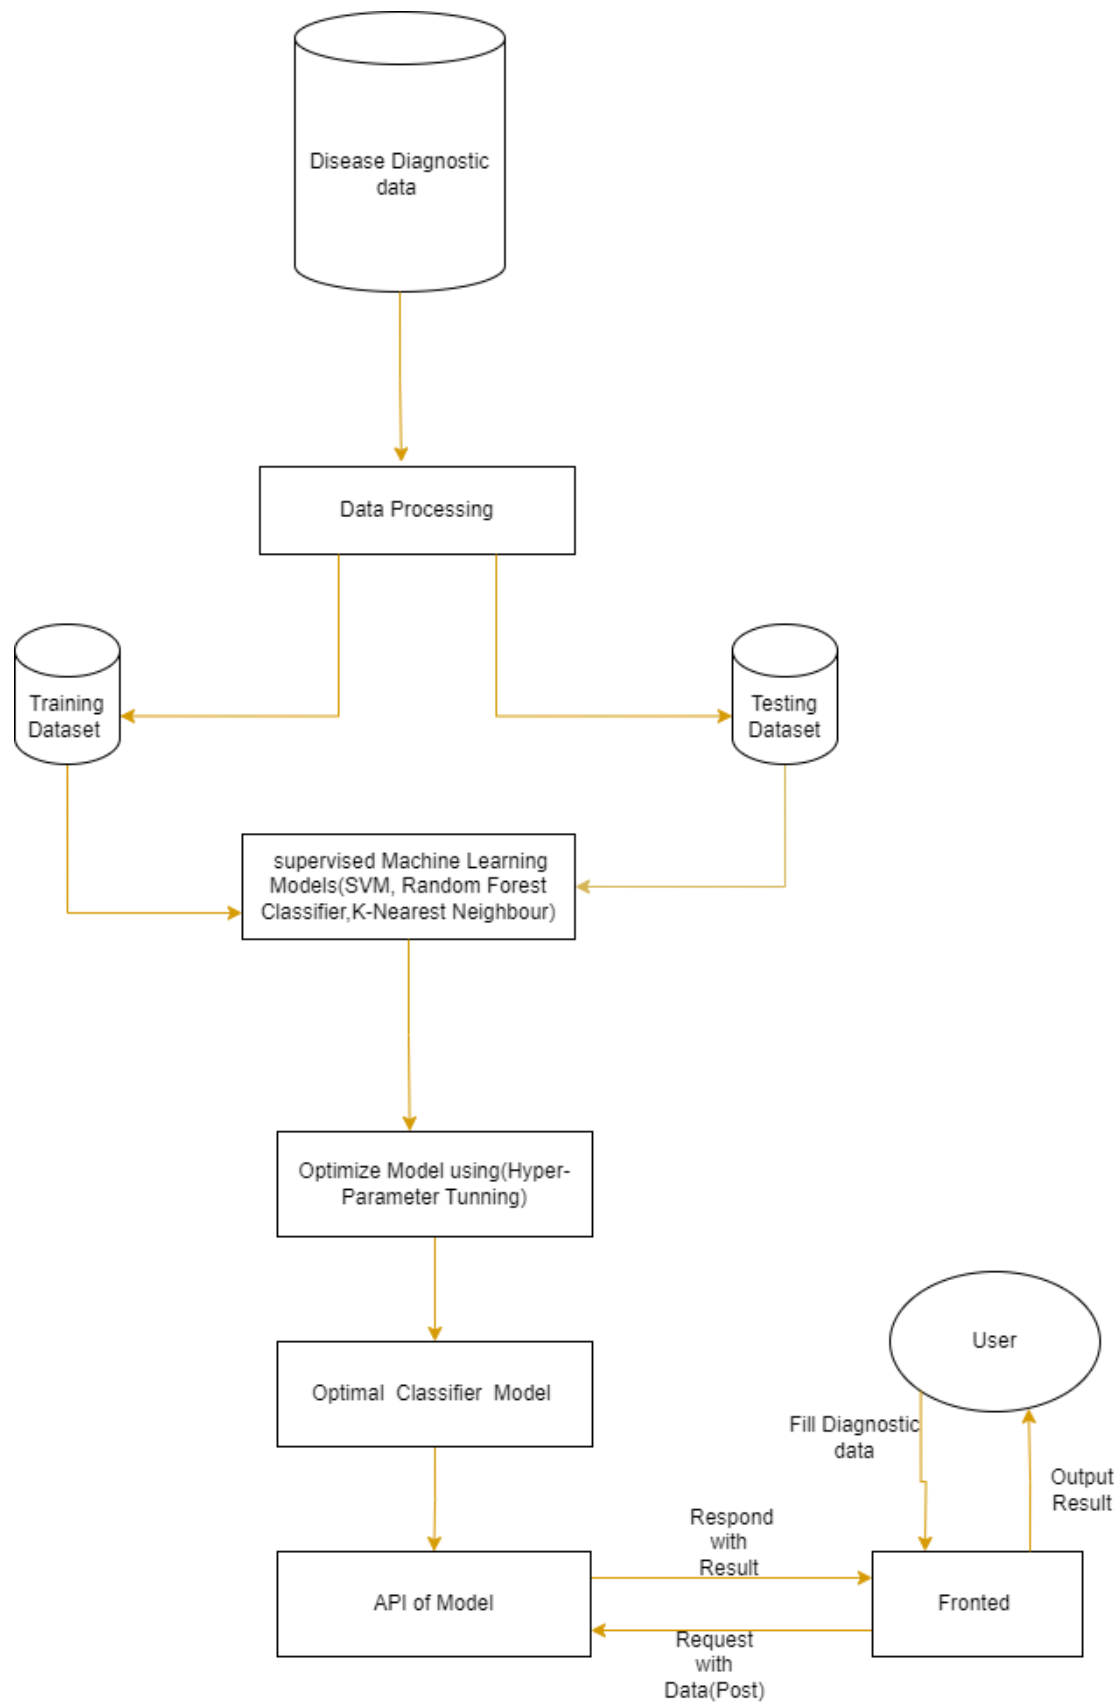 Disease Diagnostic
data
Data Processing
Training
Dataset
Testing
Dataset
supervised Machine Learning
Models(SVM, Random Forest
Classifier,K-Nearest Neighbour)
Optimize Model using(Hyper-
Parameter Tunning)
User
Optimal Classifier Model
Fill Diagnostic
data
Output
Result
Respond
with
Result
API of Model
Fronted
Request
with
Data(Post)